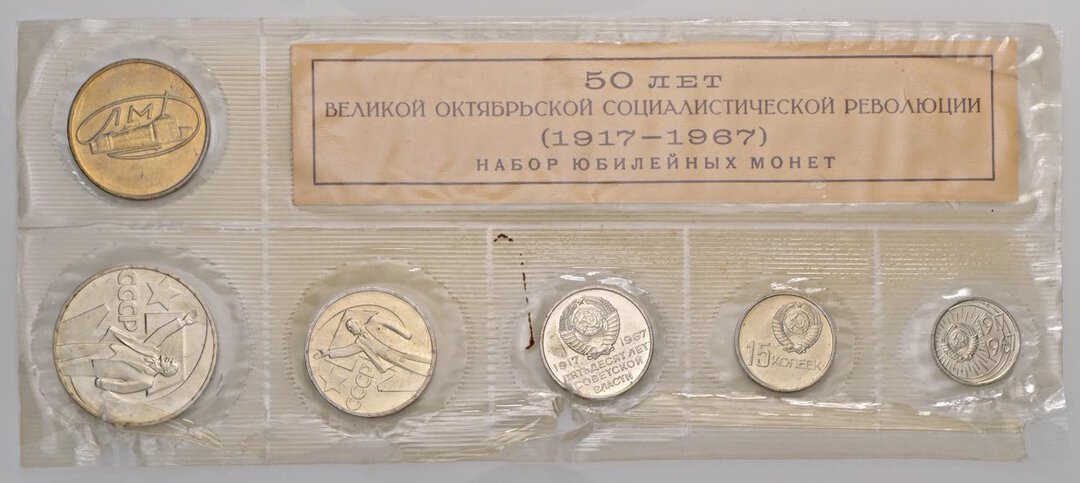 50 ЛЕТ
ВЕЛИКОЙ ОКТЯБРЬСКОЙ СОЦИАЛИСТИЧЕСКОЙ РЕВОЛЮЦИИ
(1917—1967)
НАБОР ЮБИЛЕЙНЫХ МОНЕТ
ЛМ
СССР
СССР
1917 1967
ПЯТЬДЕСЯТ ЛЕТ
СОВЕТСКОЙ
ВЛАСТИ
15 КОПЕЕК